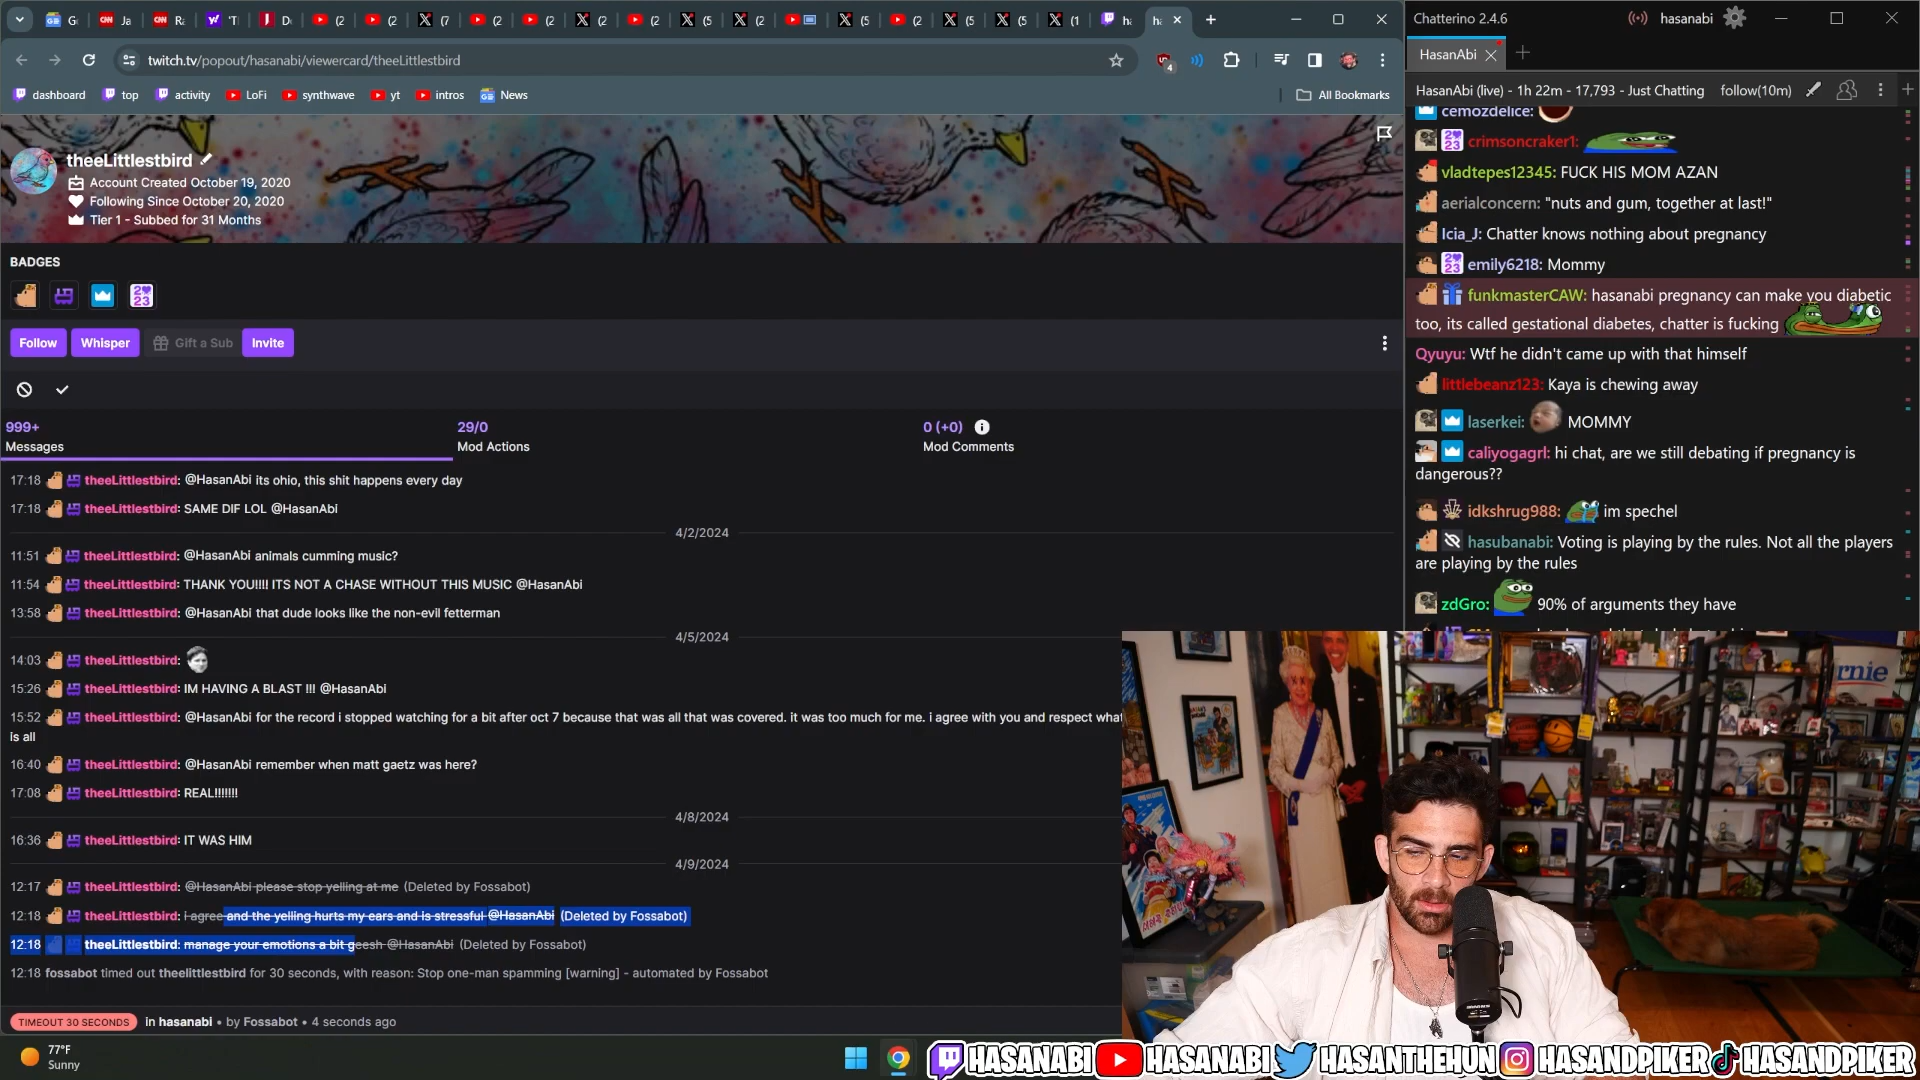 twitch.tv/popout/hasanabi/viewercard/theeLittlestbird
dashboard
top
activity
LoFi
synthwave
yt
intros
News
All Bookmarks
theeLittlestbird
Account Created October 19, 2020
Following Since October 20, 2020
Tier 1 - Subbed for 31 Months
BADGES
Follow
Whisper
Gift a Sub
Invite
999+
Messages
29/0
Mod Actions
0 (+0)
Mod Comments
17:18 theeLittlestbird: @HasanAbi its ohio, this shit happens every day
17:18 theeLittlestbird: SAME DIF LOL @HasanAbi
4/2/2024
11:51 theeLittlestbird: @HasanAbi animals cumming music?
11:54 theeLittlestbird: THANK YOU!!!! ITS NOT A CHASE WITHOUT THIS MUSIC @HasanAbi
13:58 theeLittlestbird: @HasanAbi that dude looks like the non-evil fetterman
4/5/2024
14:03 theeLittlestbird:
15:26 theeLittlestbird: IM HAVING A BLAST !!! @HasanAbi
15:52 theeLittlestbird: @HasanAbi for the record i stopped watching for a bit after oct 7 because that was all that was covered. it was too much for me. i agree with you and respect what
is all
16:40 theeLittlestbird: @HasanAbi remember when matt gaetz was here?
17:08 theeLittlestbird: REAL!!!!!!!
4/8/2024
16:36 theeLittlestbird: IT WAS HIM
4/9/2024
12:17 theeLittlestbird: @HasanAbi please stop yelling at me (Deleted by Fossabot)
12:18 theeLittlestbird: i agree and the yelling hurts my ears and is stressful @HasanAbi (Deleted by Fossabot)
12:18 theeLittlestbird: manage your emotions a bit geesh @HasanAbi (Deleted by Fossabot)
12:18 fossabot timed out theelittlestbird for 30 seconds, with reason: Stop one-man spamming [warning] - automated by Fossabot
TIMEOUT 30 SECONDS in hasanabi • by Fossabot • 4 seconds ago
77°F
Sunny
Chatterino 2.4.6
hasanabi
HasanAbi
HasanAbi (live) - 1h 22m - 17,793 - Just Chatting
follow(10m)
cemozdelice:
crimsoncraker1:
vladtepes12345: FUCK HIS MOM AZAN
aerialconcern: "nuts and gum, together at last!"
Icia_J: Chatter knows nothing about pregnancy
emily6218: Mommy
funkmasterCAW: hasanabi pregnancy can make you diabetic
too, its called gestational diabetes, chatter is fucking
Qyuyu: Wtf he didn't came up with that himself
littlebeanz123: Kaya is chewing away
laserkei: MOMMY
caliyogagrl: hi chat, are we still debating if pregnancy is
dangerous??
idkshrug988: im spechel
hasubanabi: Voting is playing by the rules. Not all the players
are playing by the rules
zdGro: 90% of arguments they have
rnie
HASANABI
HASANABI
HASANTHEHUN
HASANDPIKER
HASANDPIKER